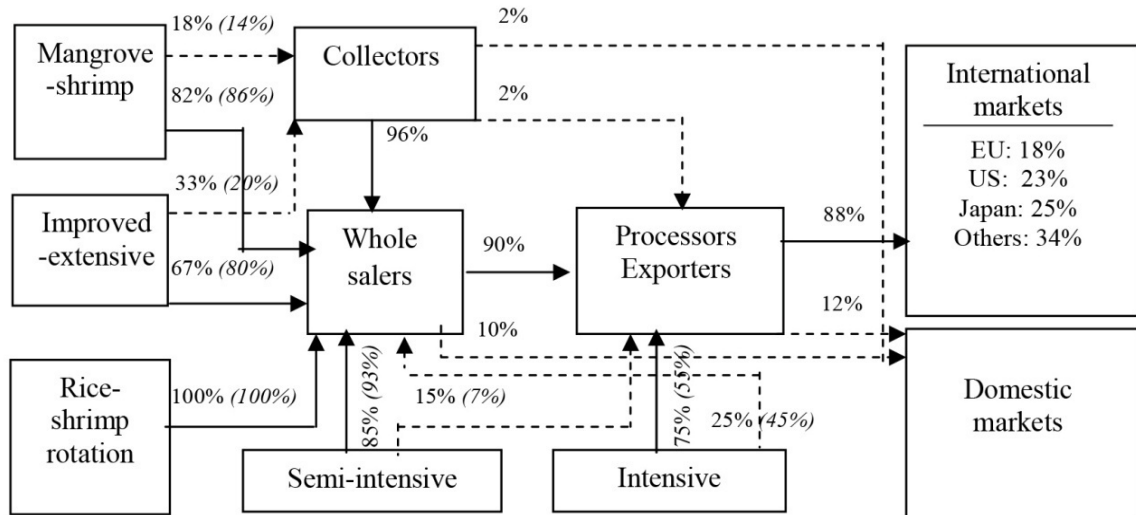 18% (14%)
2%
Mangrove
-shrimp
Collectors
International
markets
82% (86%)
2%
96%
EU: 18%
US: 23%
Japan: 25%
Others: 34%
33% (20%)
Improved
-extensive
Whole
salers
90%
Processors
Exporters
88%
67% (80%)
10%
12%
Rice-
shrimp
rotation
100% (100%)
85% (93%)
15% (7%)
75% (55%)
25% (45%)
Domestic
markets
Semi-intensive
Intensive